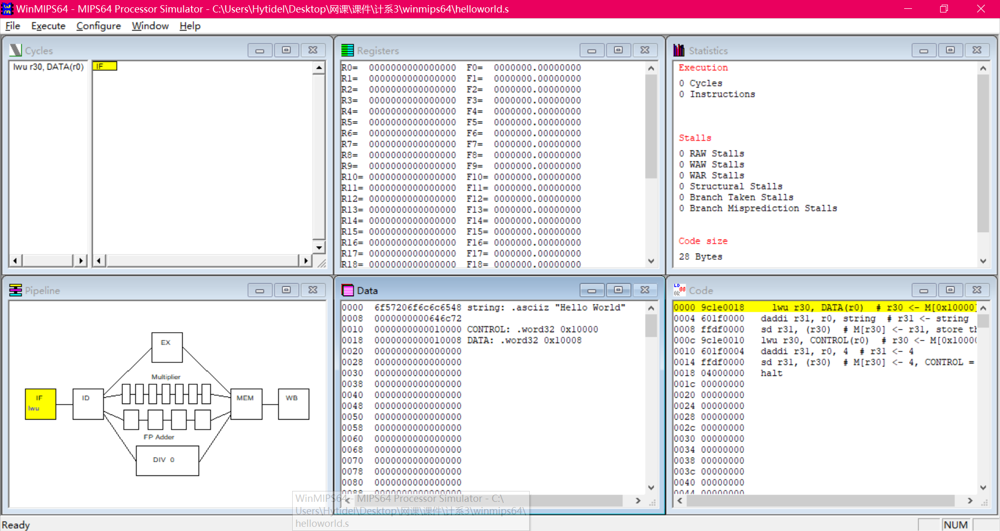 WinMIPS64 - MIPS64 Processor Simulator - C:\Users\Hytidel\Desktop\网课\课件\计系3\winmips64\helloworld.s
File Execute Configure Window Help
Cycles
lwu r30, DATA(r0)
IF
Registers
R0= 0000000000000000 F0= 0000000.00000000
R1= 0000000000000000 F1= 0000000.00000000
R2= 0000000000000000 F2= 0000000.00000000
R3= 0000000000000000 F3= 0000000.00000000
R4= 0000000000000000 F4= 0000000.00000000
R5= 0000000000000000 F5= 0000000.00000000
R6= 0000000000000000 F6= 0000000.00000000
R7= 0000000000000000 F7= 0000000.00000000
R8= 0000000000000000 F8= 0000000.00000000
R9= 0000000000000000 F9= 0000000.00000000
R10= 0000000000000000 F10= 0000000.00000000
R11= 0000000000000000 F11= 0000000.00000000
R12= 0000000000000000 F12= 0000000.00000000
R13= 0000000000000000 F13= 0000000.00000000
R14= 0000000000000000 F14= 0000000.00000000
R15= 0000000000000000 F15= 0000000.00000000
R16= 0000000000000000 F16= 0000000.00000000
R17= 0000000000000000 F17= 0000000.00000000
R18= 0000000000000000 F18= 0000000.00000000
Statistics
Execution
0 Cycles
0 Instructions
Stalls
0 RAW Stalls
0 WAW Stalls
0 WAR Stalls
0 Structural Stalls
0 Branch Taken Stalls
0 Branch Misprediction Stalls
Code size
28 Bytes
Pipeline
EX
Multiplier
IF
lwu
ID
MEM
WB
FP Adder
DIV 0
Data
0000 6f57206f6c6c6548 string: .asciiz "Hello World"
0008 0000000000646c72
0010 0000000000010000 CONTROL: .word32 0x10000
0018 0000000000010008 DATA: .word32 0x10008
0020 0000000000000000
0028 0000000000000000
0030 0000000000000000
0038 0000000000000000
0040 0000000000000000
0048 0000000000000000
0050 0000000000000000
0058 0000000000000000
0060 0000000000000000
0068 0000000000000000
0070 0000000000000000
0078 0000000000000000
0080 0000000000000000
0088 0000000000000000
WinMIPS64 - MIPS64 Processor Simulator - C:\
Users\Hytidel\Desktop\网课\课件\计系3\winmips64\
helloworld.s
Code
0000 9c1e0018 lwu r30, DATA(r0) # r30 <- M[0x10000]
0004 601f0000 daddi r31, r0, string # r31 <- string
0008 ffdf0000 sd r31, (r30) # M[r30] <- r31, store th
000c 9c1e0010 lwu r30, CONTROL(r0) # r30 <- M[0x1000
0010 601f0004 daddi r31, r0, 4 # r31 <- 4
0014 ffdf0000 sd r31, (r30) # M[r30] <- 4, CONTROL =
0018 04000000 halt
001c 00000000
0020 00000000
0024 00000000
0028 00000000
002c 00000000
0030 00000000
0034 00000000
0038 00000000
003c 00000000
0040 00000000
0044 00000000
Ready
NUM